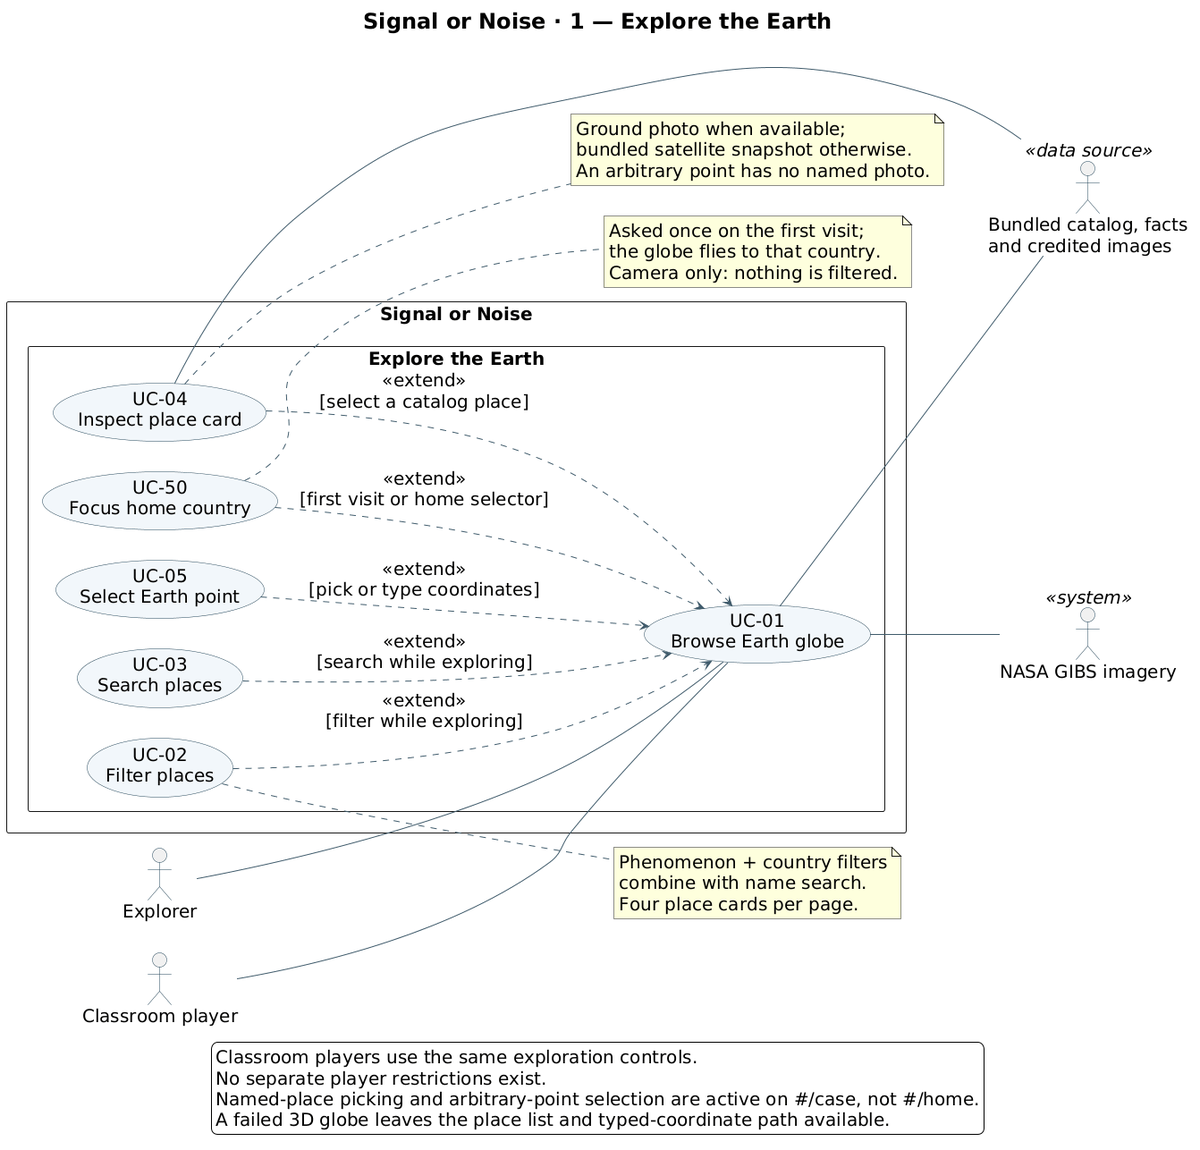 Signal or Noise · 1 — Explore the Earth
Ground photo when available;
bundled satellite snapshot otherwise.
An arbitrary point has no named photo.
«data source»
Bundled catalog, facts
and credited images
Asked once on the first visit;
the globe flies to that country.
Camera only: nothing is filtered.
Signal or Noise
Explore the Earth
«extend»
[select a catalog place]
UC-04
Inspect place card
«extend»
[first visit or home selector]
UC-50
Focus home country
«extend»
[pick or type coordinates]
UC-05
Select Earth point
«system»
NASA GIBS imagery
UC-01
Browse Earth globe
«extend»
[search while exploring]
UC-03
Search places
«extend»
[filter while exploring]
UC-02
Filter places
Phenomenon + country filters
combine with name search.
Four place cards per page.
Explorer
Classroom player
Classroom players use the same exploration controls.
No separate player restrictions exist.
Named-place picking and arbitrary-point selection are active on #/case, not #/home.
A failed 3D globe leaves the place list and typed-coordinate path available.